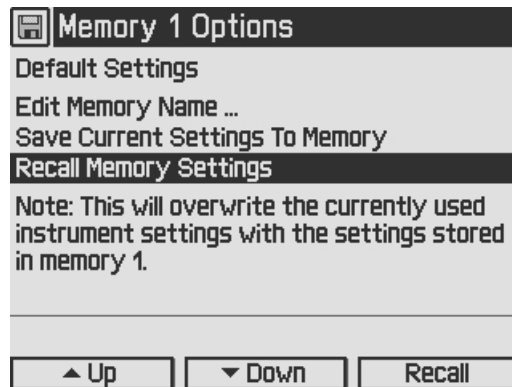 Memory 1 Options
Default Settings
Edit Memory Name ...
Save Current Settings To Memory
Recall Memory Settings
Note: This will overwrite the currently used
instrument settings with the settings stored
in memory 1.
▲ Up ▼ Down Recall